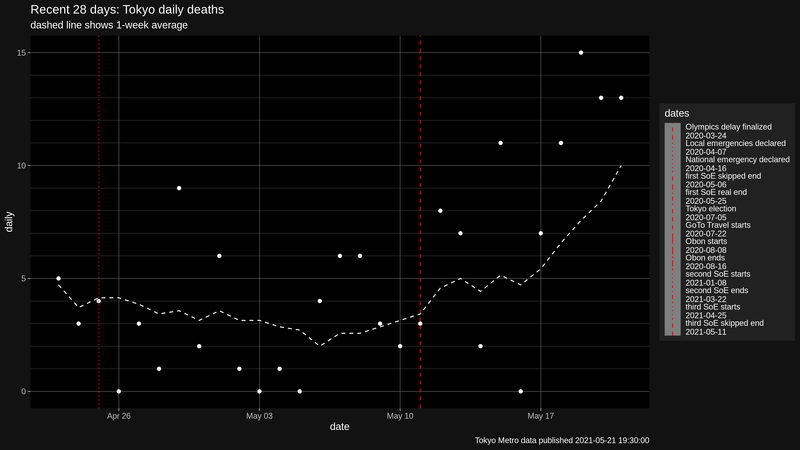 Recent 28 days: Tokyo daily deaths
dashed line shows 1-week average
daily
15
10
5
0
Apr 26
May 03
May 10
May 17
date
dates
Olympics delay finalized
2020-03-24
Local emergencies declared
2020-04-07
National emergency declared
2020-04-16
first SoE skipped end
2020-05-06
first SoE real end
2020-05-25
Tokyo election
2020-07-05
GoTo Travel starts
2020-07-22
Obon starts
2020-08-08
Obon ends
2020-08-16
second SoE starts
2021-01-08
second SoE ends
2021-03-22
third SoE starts
2021-04-25
third SoE skipped end
2021-05-11
Tokyo Metro data published 2021-05-21 19:30:00